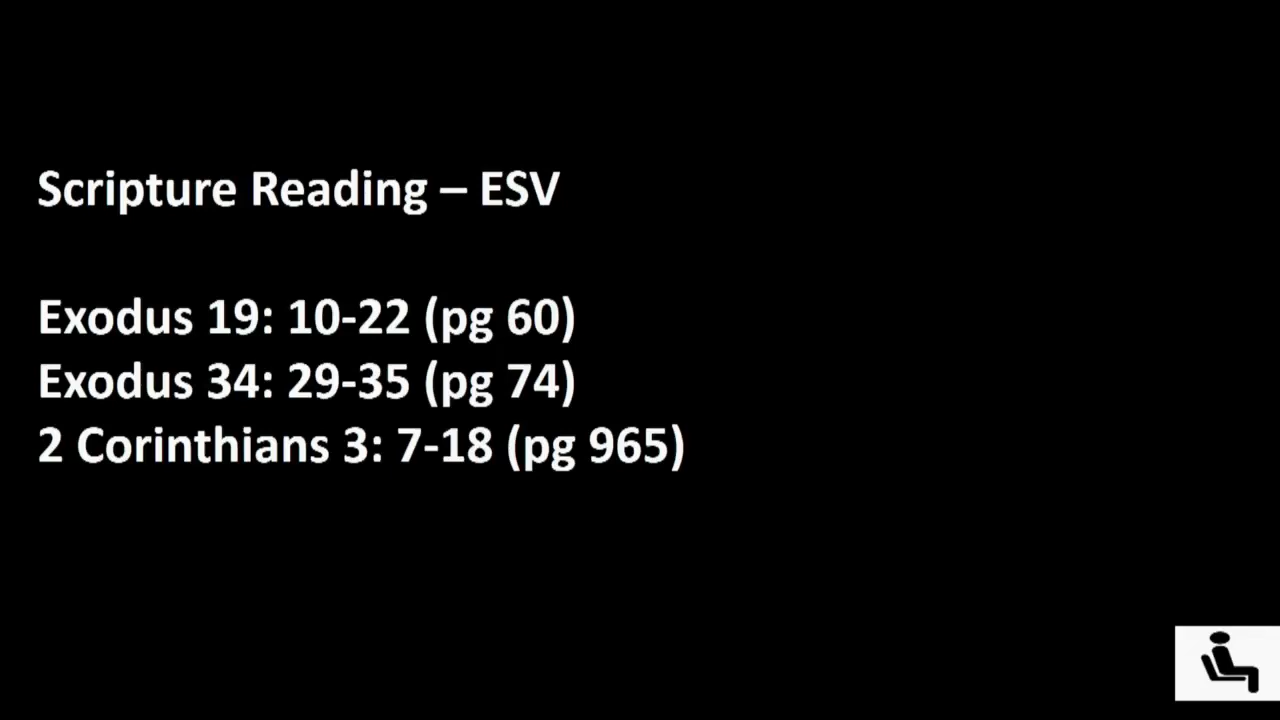 Scripture Reading – ESV
Exodus 19: 10-22 (pg 60)
Exodus 34: 29-35 (pg 74)
2 Corinthians 3: 7-18 (pg 965)